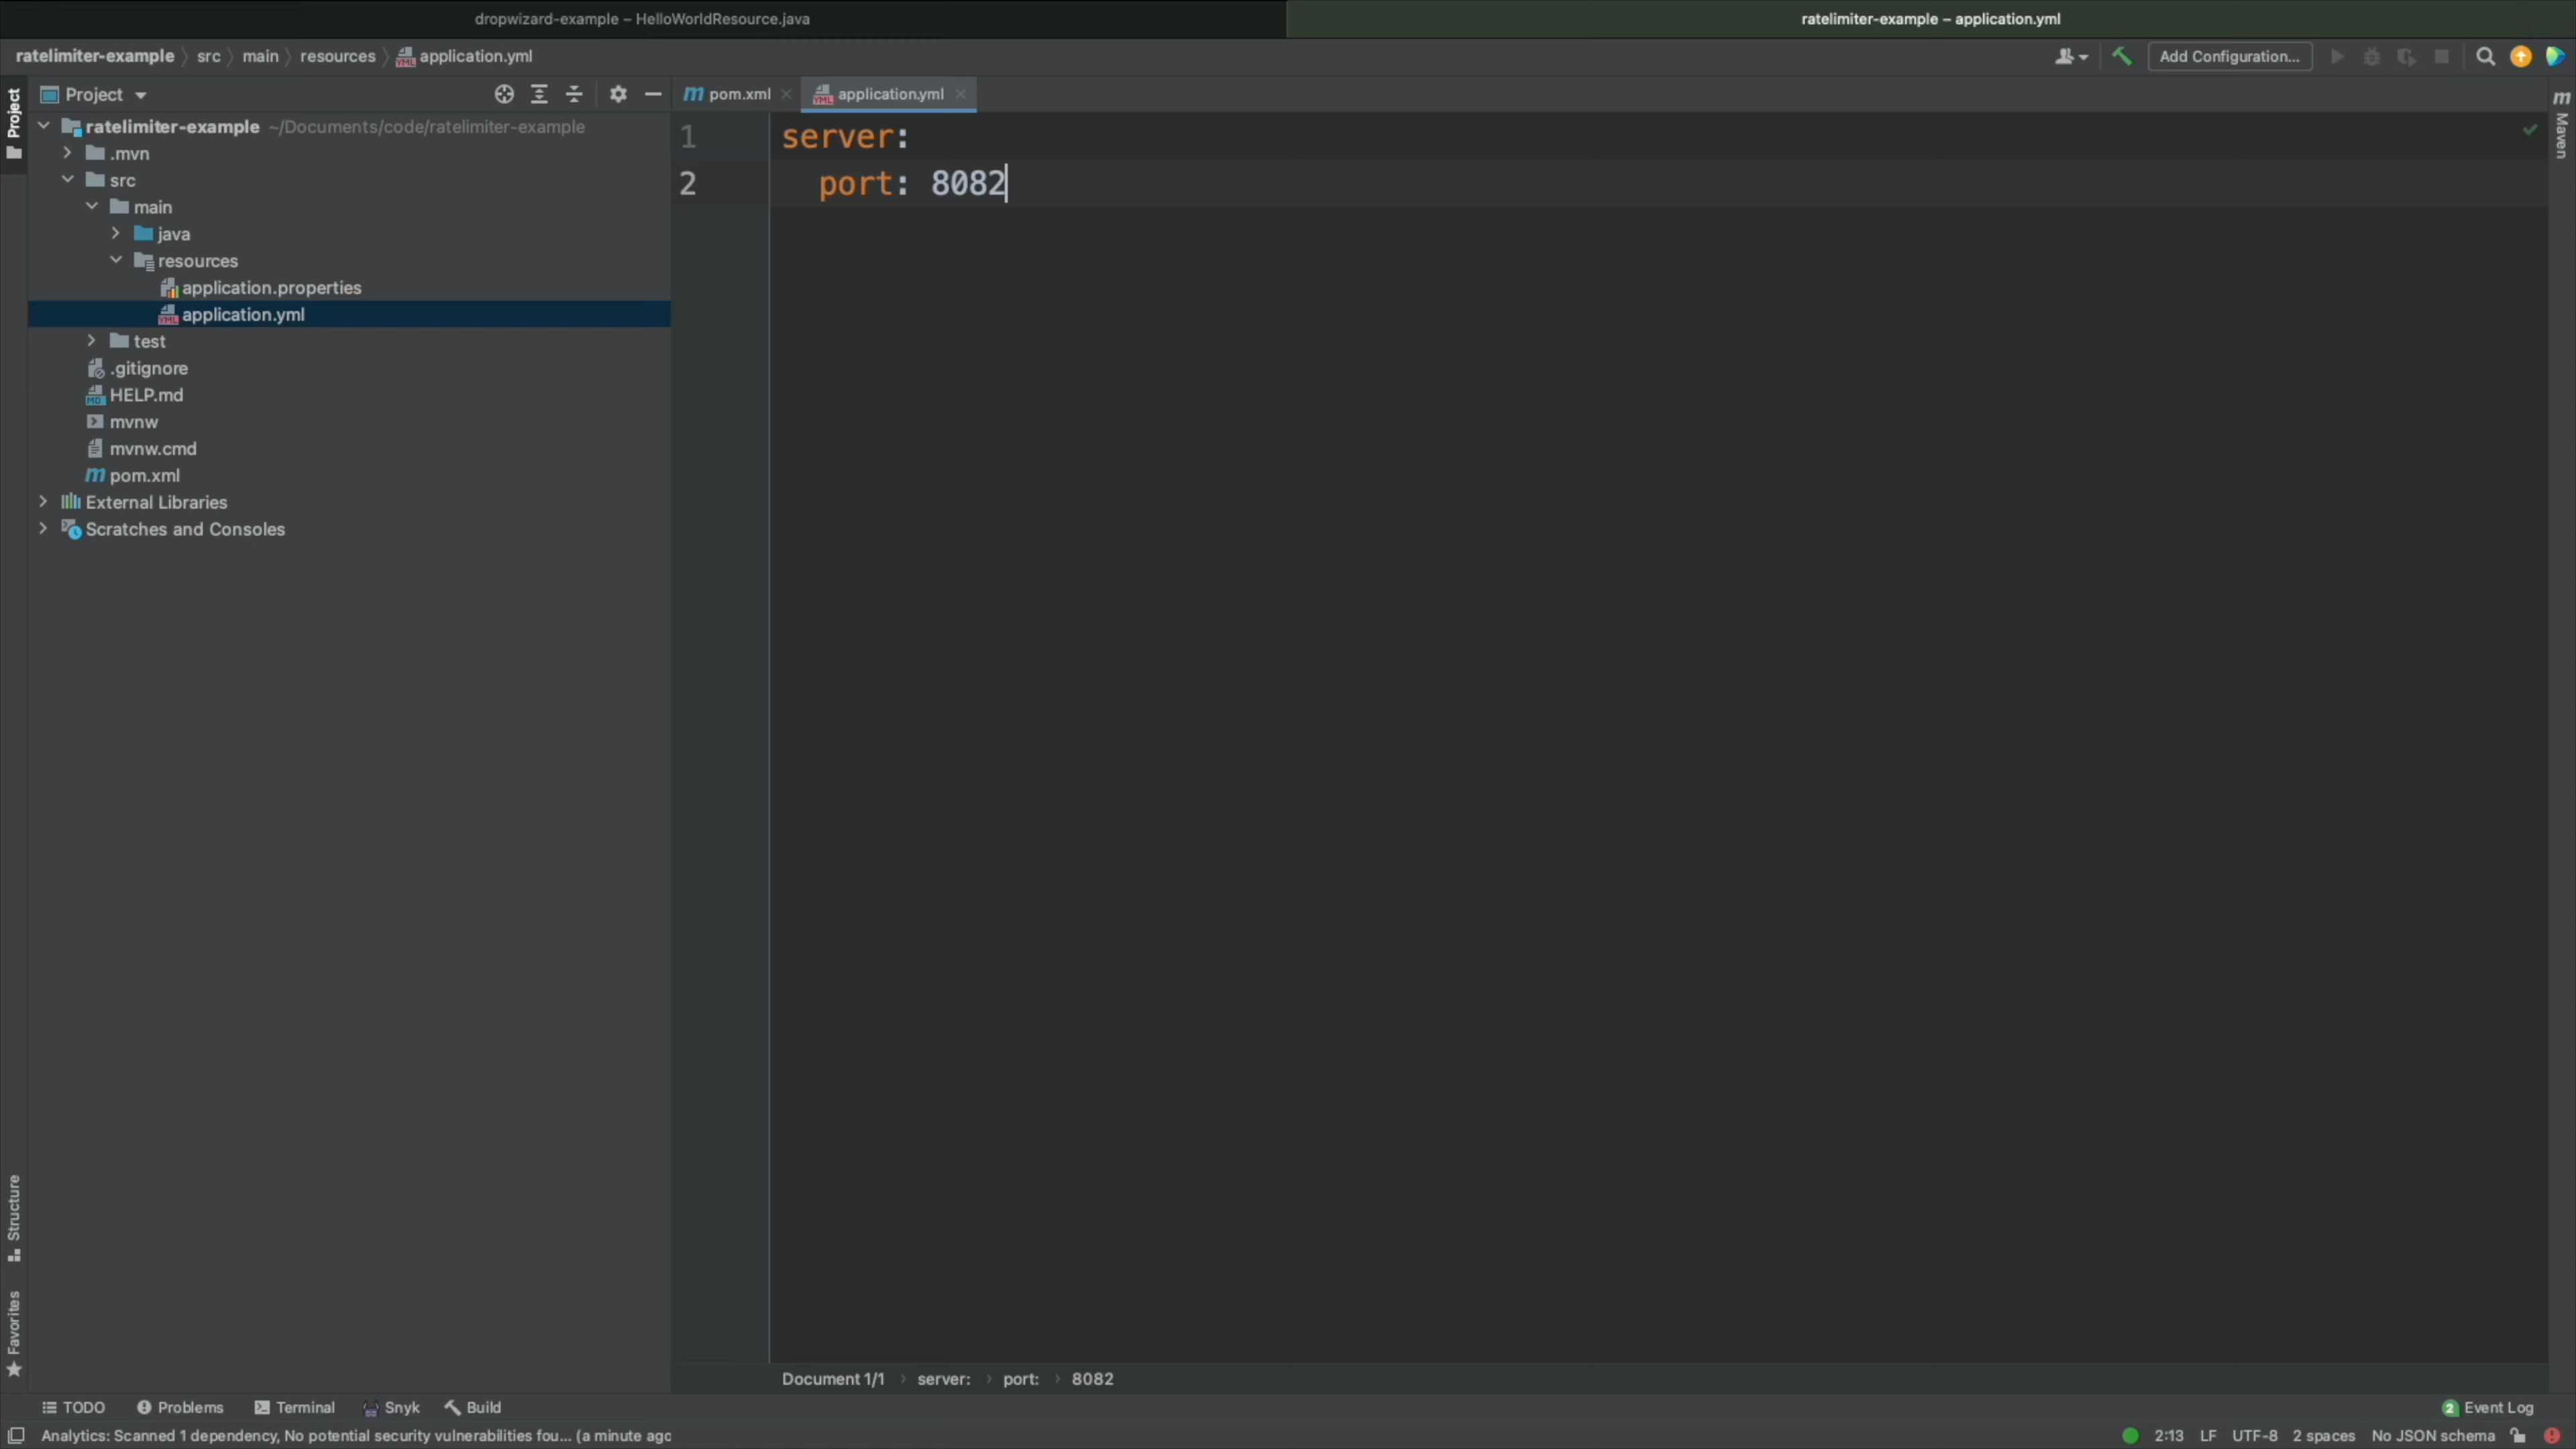 dropwizard-example – HelloWorldResource.java
ratelimiter-example – application.yml
ratelimiter-example src main resources application.yml
Add Configuration...
Project
Project
pom.xml
application.yml
Maven
ratelimiter-example ~/Documents/code/ratelimiter-example
.mvn
src
main
java
resources
application.properties
application.yml
test
.gitignore
HELP.md
mvnw
mvnw.cmd
pom.xml
External Libraries
Scratches and Consoles
1 server:
2 port: 8082
Structure
Favorites
Document 1/1 server: port: 8082
TODO Problems Terminal Snyk Build
2 Event Log
Analytics: Scanned 1 dependency, No potential security vulnerabilities fou... (a minute ago
2:13 LF UTF-8 2 spaces No JSON schema